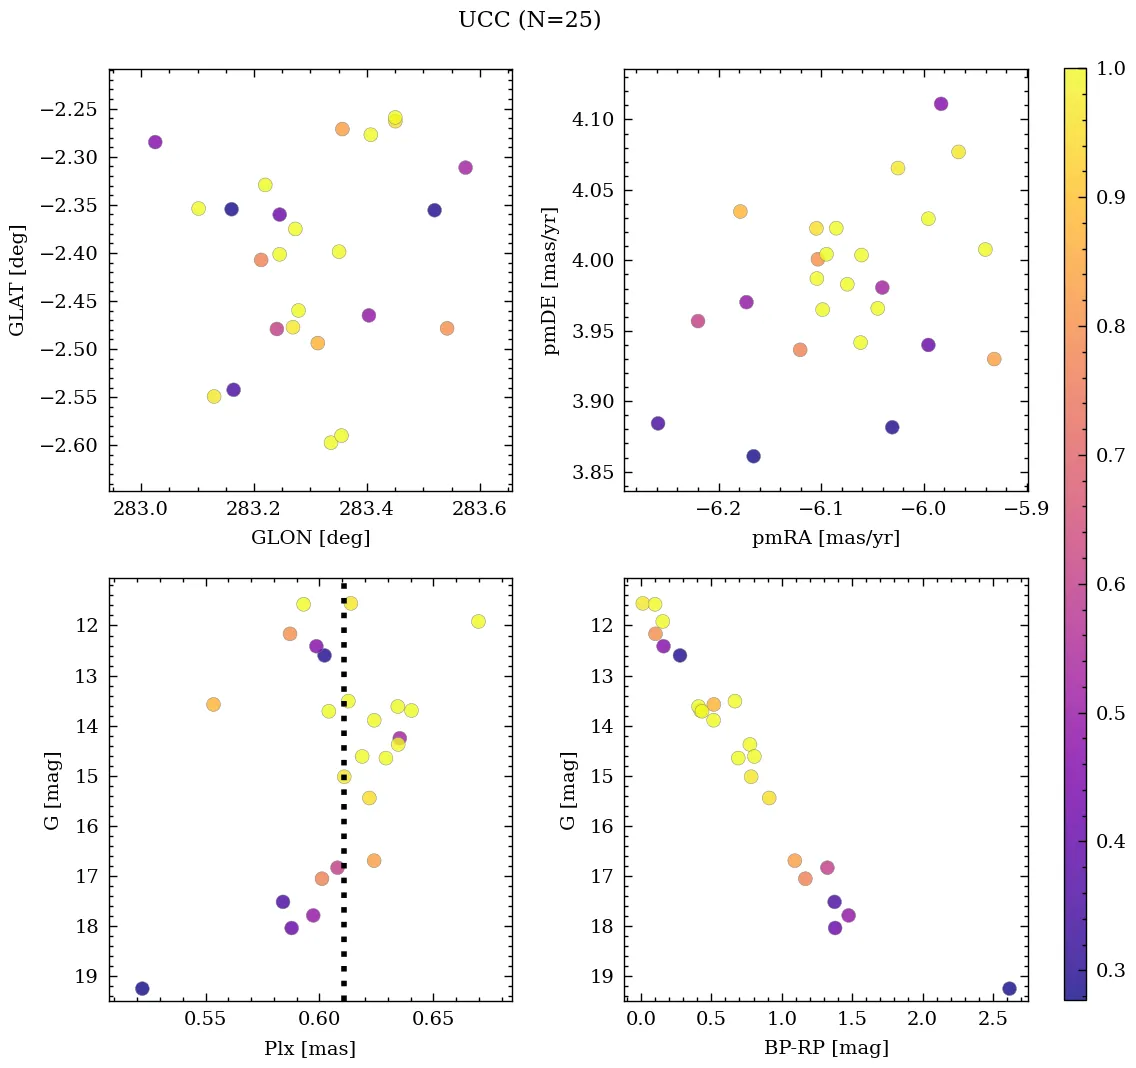 UCC (N=25)
−2.25
−2.30
−2.35
−2.40
−2.45
−2.50
−2.55
−2.60
GLAT [deg]
283.0 283.2 283.4 283.6
GLON [deg]
4.10
4.05
4.00
3.95
3.90
3.85
pmDE [mas/yr]
−6.2 −6.1 −6.0 −5.9
pmRA [mas/yr]
12
13
14
15
16
17
18
19
G [mag]
0.55 0.60 0.65
Plx [mas]
12
13
14
15
16
17
18
19
G [mag]
0.0 0.5 1.0 1.5 2.0 2.5
BP-RP [mag]
1.0
0.9
0.8
0.7
0.6
0.5
0.4
0.3